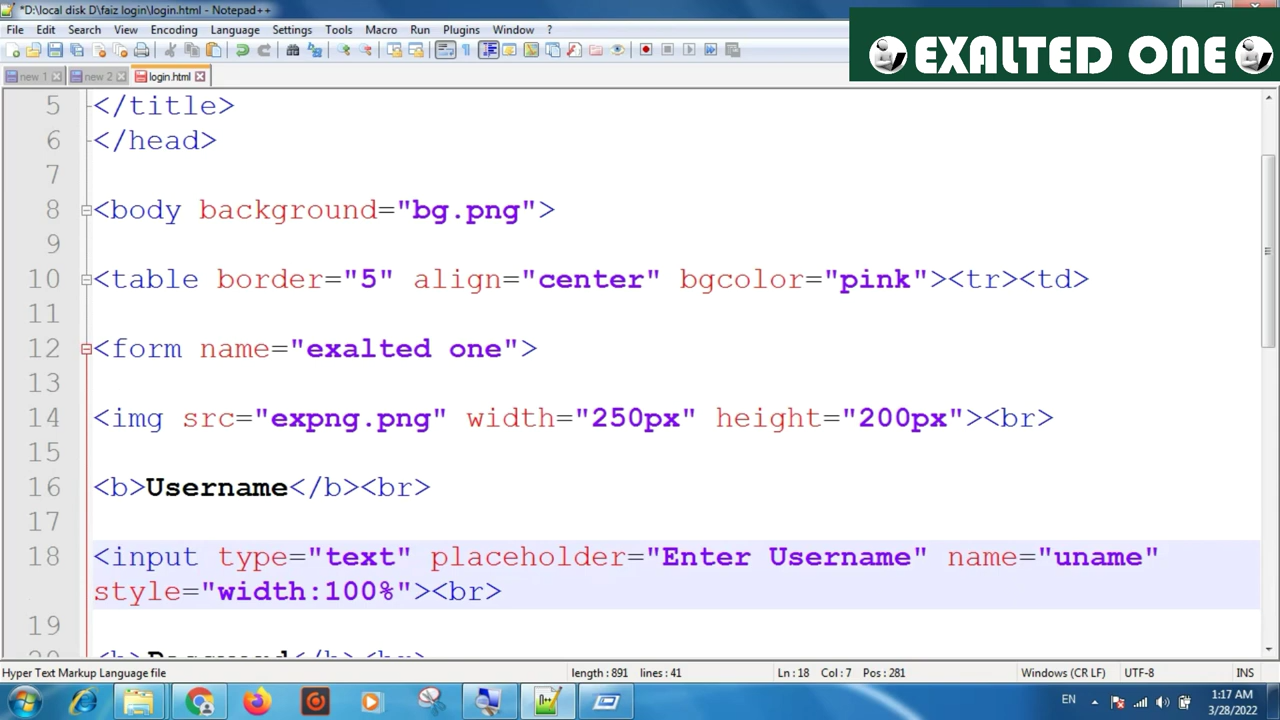 *D:\local disk D\faiz login\login.html - Notepad++
EXALTED ONE
File Edit Search View Encoding Language Settings Tools Macro Run Plugins Window ?
new 1 new 2 login.html
5 </title>
6 </head>
7
8 <body background="bg.png">
9
10 <table border="5" align="center" bgcolor="pink"><tr><td>
11
12 <form name="exalted one">
13
14 <img src="expng.png" width="250px" height="200px"><br>
15
16 <b>Username</b><br>
17
18 <input type="text" placeholder="Enter Username" name="uname"
style="width:100%"><br>
19
20 <b>Password</b><br>
Hyper Text Markup Language file length : 891 lines : 41 Ln : 18 Col : 7 Pos : 281 Windows (CR LF) UTF-8 INS
EN 1:17 AM
3/28/2022